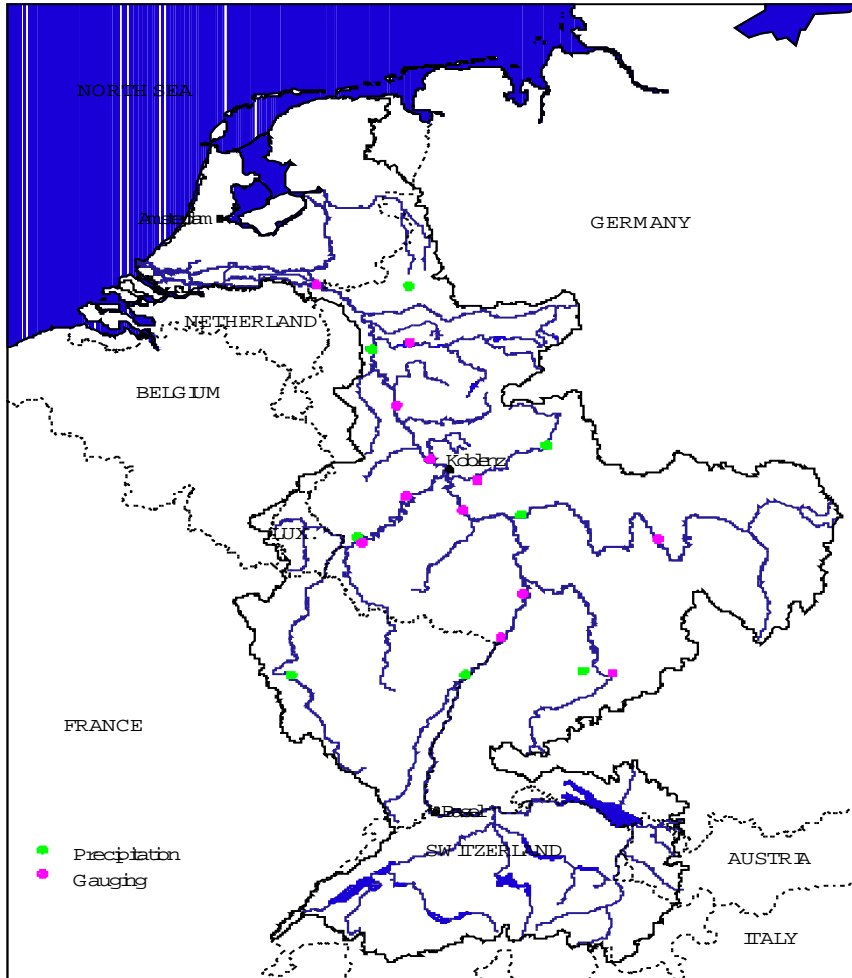 NORTH SEA
Amsterdam
GERMANY
NETHERLAND
BELGIUM
Koblenz
LUX.
FRANCE
Basel
Precipitation
Gauging
SWITZERLAND
AUSTRIA
ITALY